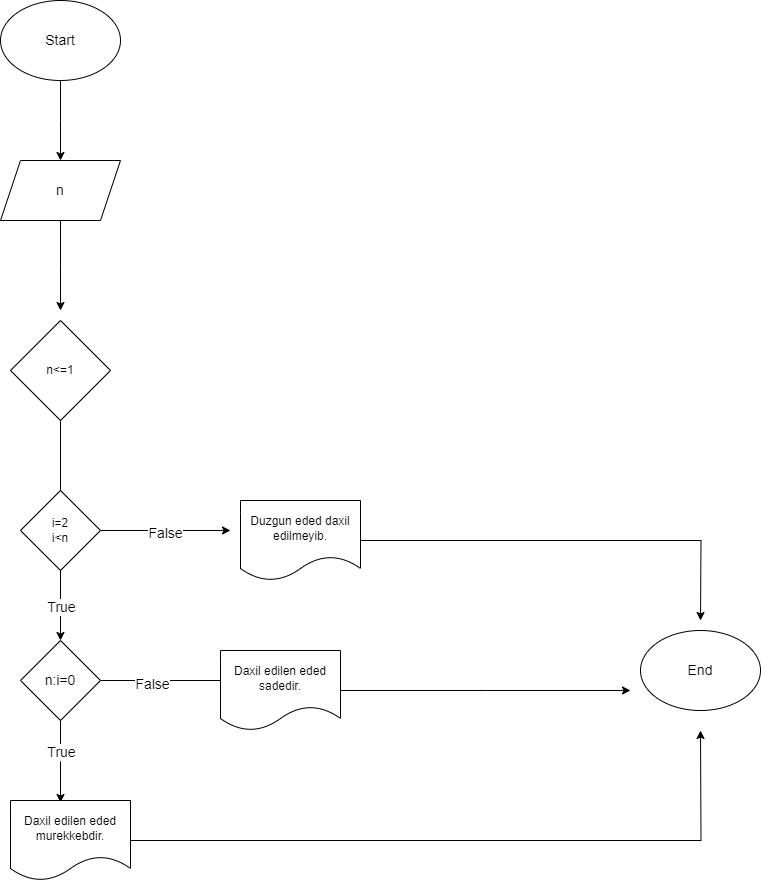 Start
n
n<=1
i=2
i<n
False
Duzgun eded daxil
edilmeyib.
True
n:i=0
False
Daxil edilen eded
sadedir.
End
True
Daxil edilen eded
murekkebdir.